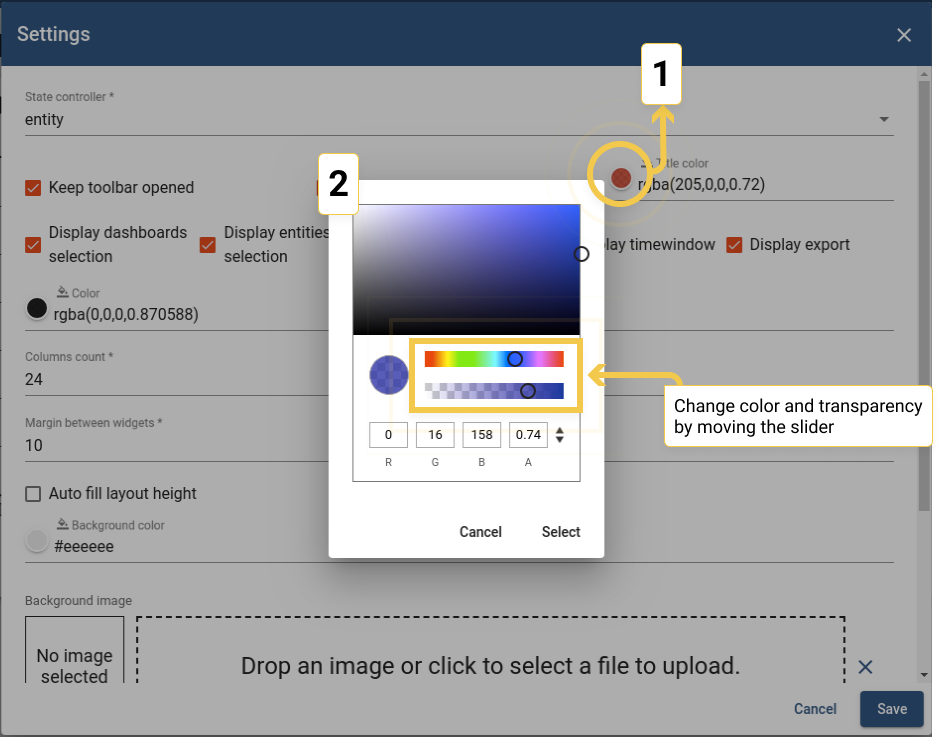 Settings
1
State controller *
entity
2
Keep toolbar opened
Title color
rgba(205,0,0,0.72)
Display dashboards
selection
Display entities
selection
lay timewindow
Display export
Color
rgba(0,0,0,0.870588)
Columns count *
24
Change color and transparency
by moving the slider
Margin between widgets *
10
0 16 158 0.74
R G B A
Auto fill layout height
Background color
#eeeeee
Cancel Select
Background image
No image
selected
Drop an image or click to select a file to upload.
Cancel Save